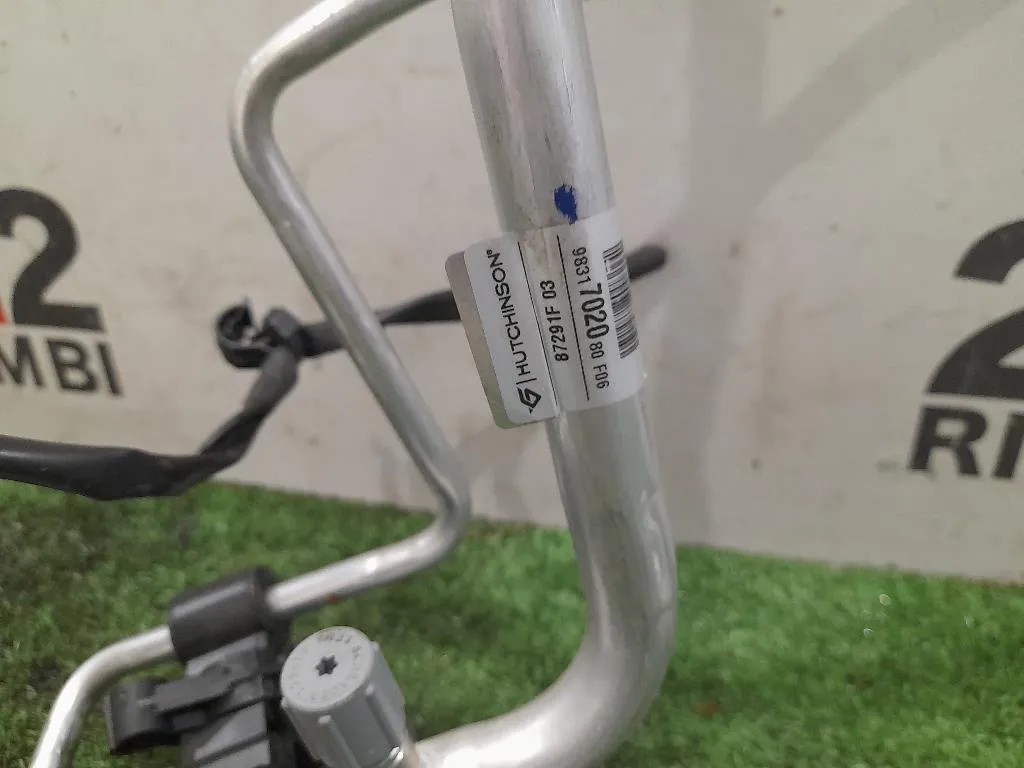 HUTCHINSON®
87291F 03
9831702080 F06
2
MBI
2
RI